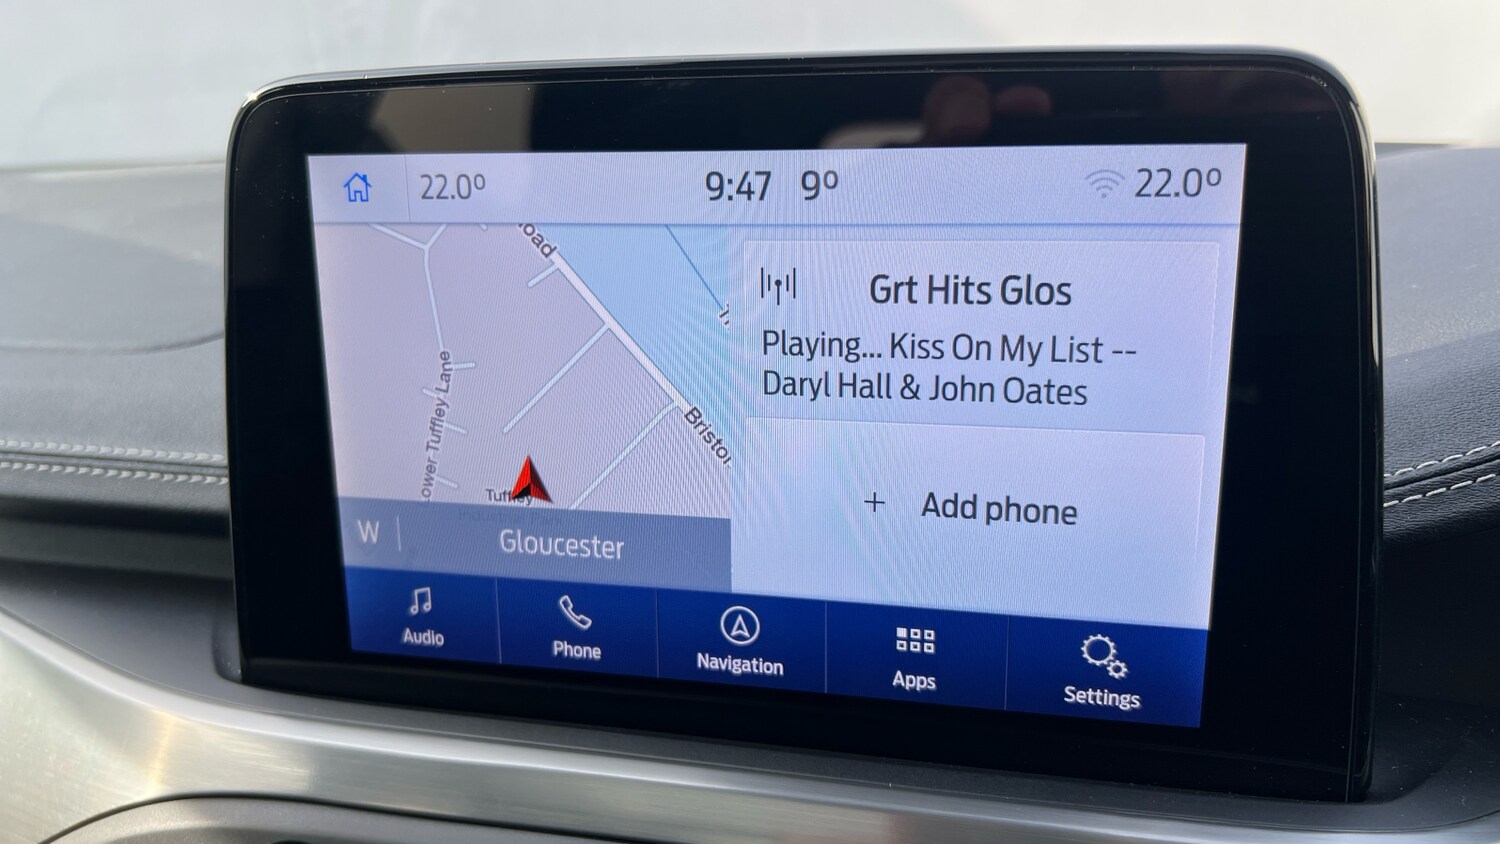 22.0°
9:47 9°
22.0°
oad
Lower Tuffley Lane
Bristol
Grt Hits Glos
Playing... Kiss On My List --
Daryl Hall & John Oates
+ Add phone
W
Gloucester
Audio
Phone
Navigation
Apps
Settings